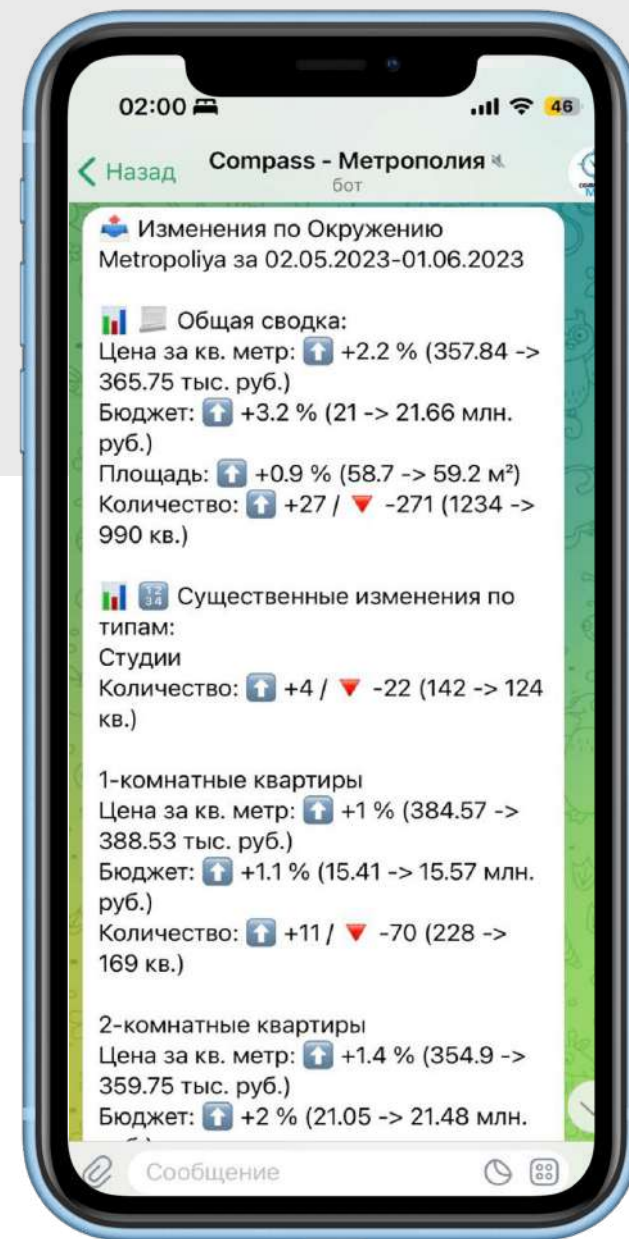 02:00
46
Назад
Compass - Метрополия
бот
Изменения по Окружению
Metropoliya за 02.05.2023-01.06.2023
Общая сводка:
Цена за кв. метр: +2.2 % (357.84 ->
365.75 тыс. руб.)
Бюджет: +3.2 % (21 -> 21.66 млн.
руб.)
Площадь: +0.9 % (58.7 -> 59.2 м²)
Количество: +27 / -271 (1234 ->
990 кв.)
Существенные изменения по
типам:
Студии
Количество: +4 / -22 (142 -> 124
кв.)
1-комнатные квартиры
Цена за кв. метр: +1 % (384.57 ->
388.53 тыс. руб.)
Бюджет: +1.1 % (15.41 -> 15.57 млн.
руб.)
Количество: +11 / -70 (228 ->
169 кв.)
2-комнатные квартиры
Цена за кв. метр: +1.4 % (354.9 ->
359.75 тыс. руб.)
Бюджет: +2 % (21.05 -> 21.48 млн.
Сообщение